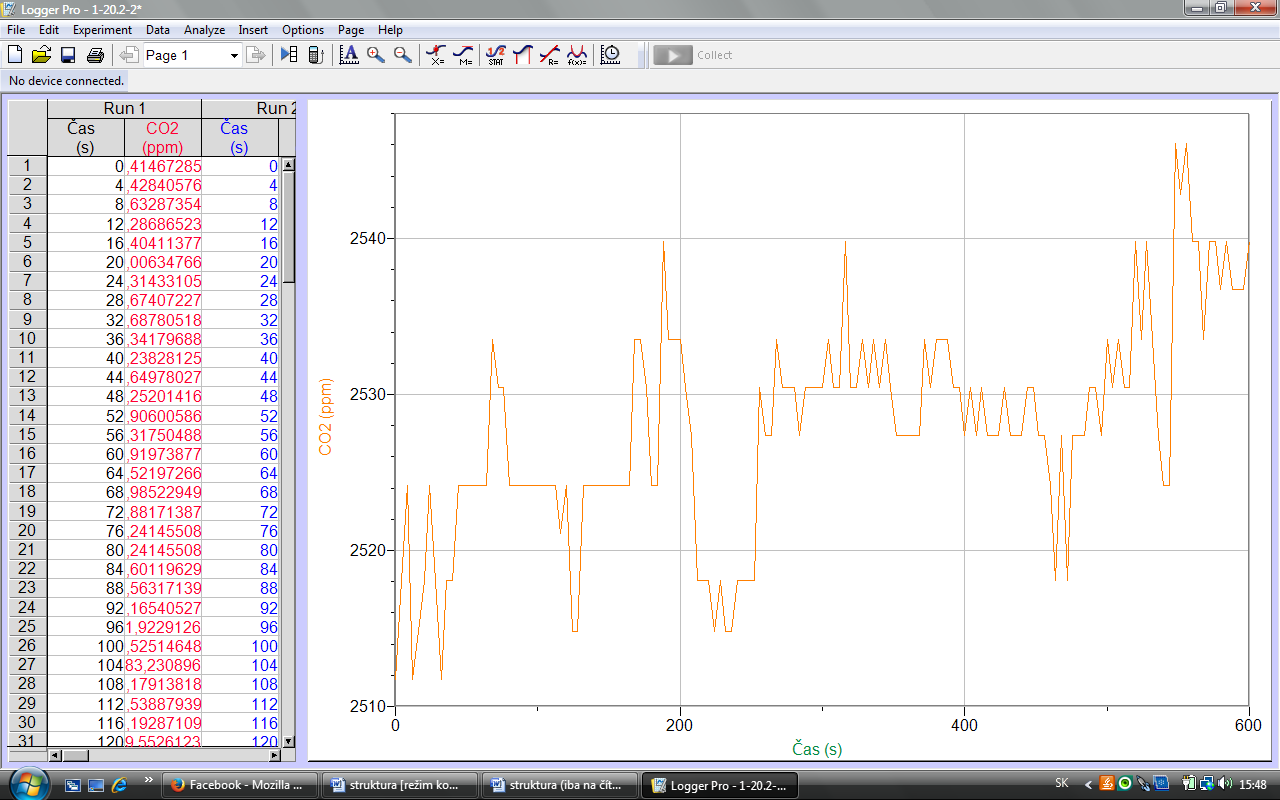 Logger Pro - 1-20.2-2*
File Edit Experiment Data Analyze Insert Options Page Help
Page 1 X= M= STAT R= f(x)= Collect
No device connected.
Run 1 Run 2
Čas CO2 Čas
(s) (ppm) (s)
1 0 ,41467285 0
2 4 ,42840576 4
3 8 ,63287354 8
4 12 ,28686523 12
5 16 ,40411377 16
6 20 ,00634766 20
7 24 ,31433105 24
8 28 ,67407227 28
9 32 ,68780518 32
10 36 ,34179688 36
11 40 ,23828125 40
12 44 ,64978027 44
13 48 ,25201416 48
14 52 ,90600586 52
15 56 ,31750488 56
16 60 ,91973877 60
17 64 ,52197266 64
18 68 ,98522949 68
19 72 ,88171387 72
20 76 ,24145508 76
21 80 ,24145508 80
22 84 ,60119629 84
23 88 ,56317139 88
24 92 ,16540527 92
25 96 1,9229126 96
26 100 ,52514648 100
27 104 83,230896 104
28 108 ,17913818 108
29 112 ,53887939 112
30 116 ,19287109 116
31 120 9,5526123 120
CO2 (ppm)
2540
2530
2520
2510
0 200 400 600
Čas (s)
Facebook - Mozilla ... struktura [režim ko... struktura (iba na čít... Logger Pro - 1-20.2-... SK 15:48